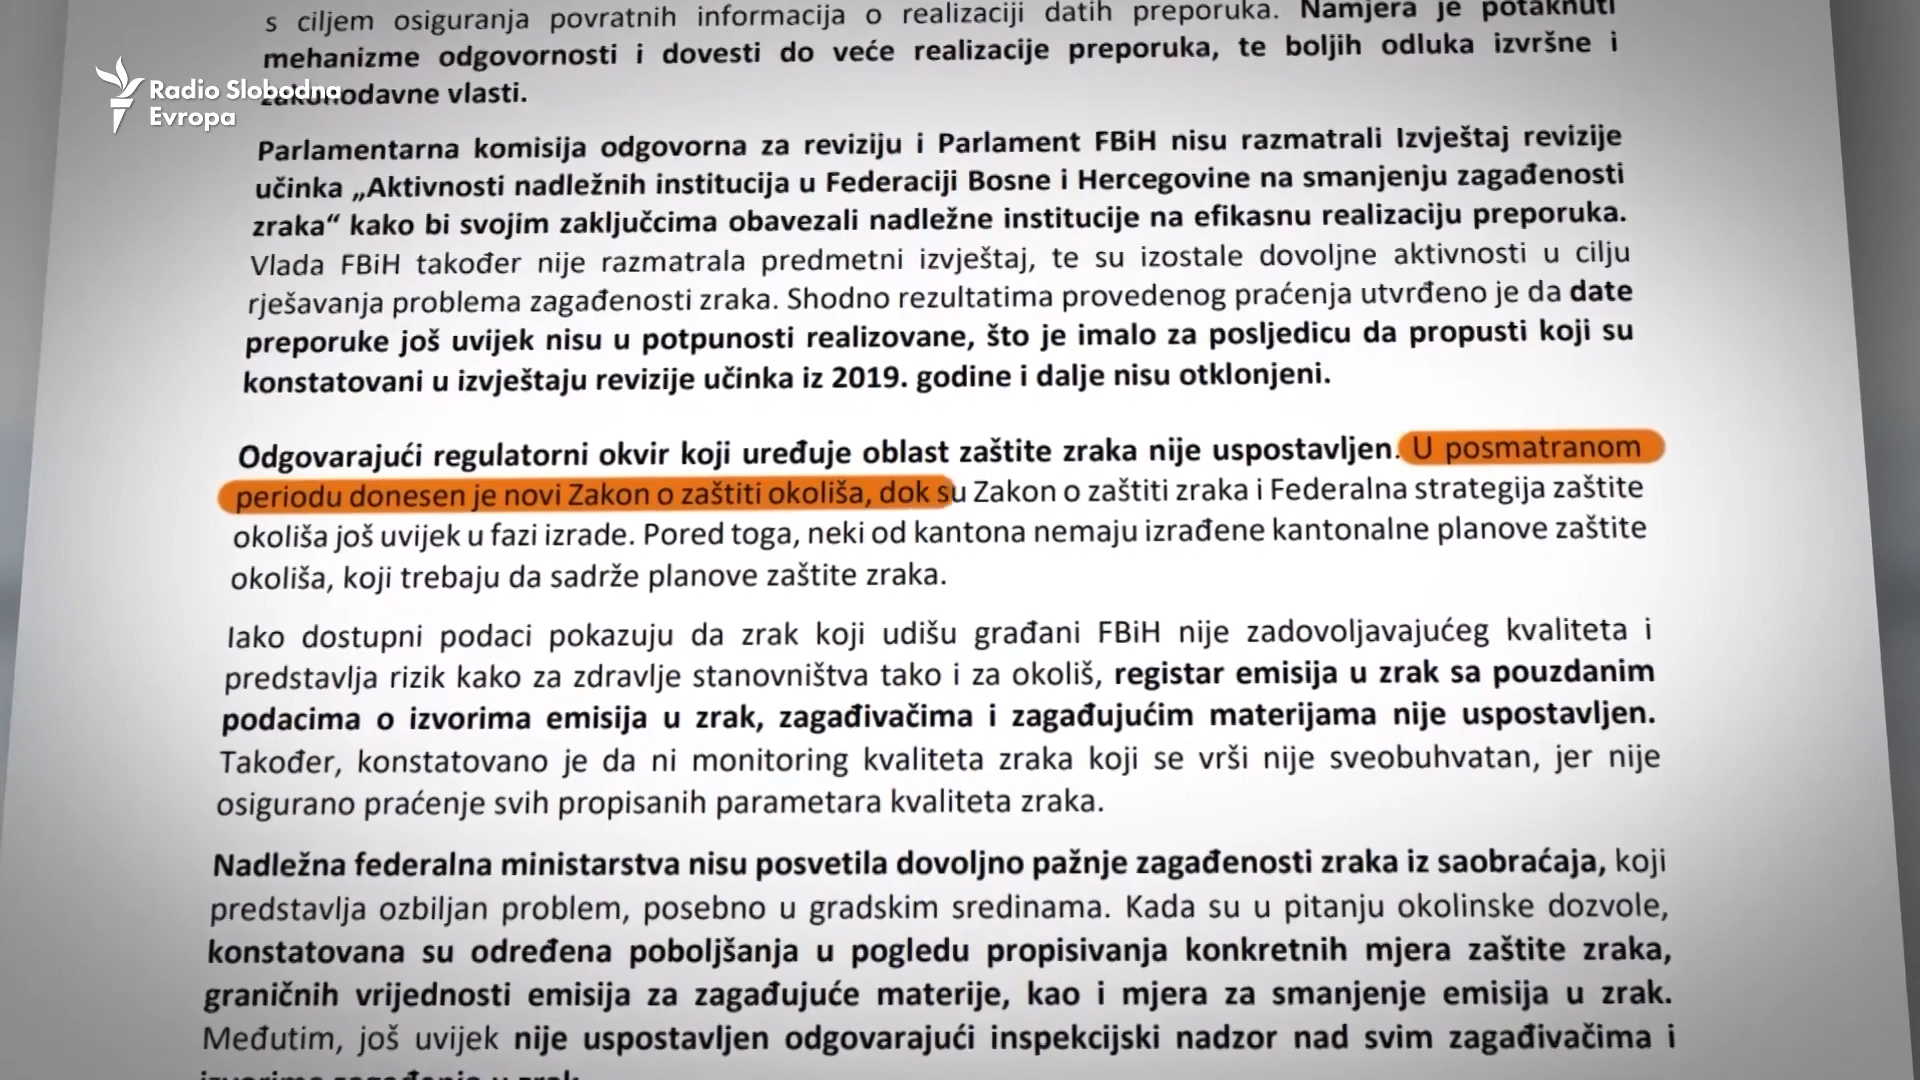 s ciljem osiguranja povratnih informacija o realizaciji datih preporuka. Namjera je potaknuti
mehanizme odgovornosti i dovesti do veće realizacije preporuka, te boljih odluka izvršne i
zakonodavne vlasti.
Radio Slobodna
Evropa
Parlamentarna komisija odgovorna za reviziju i Parlament FBiH nisu razmatrali Izvještaj revizije
učinka „Aktivnosti nadležnih institucija u Federaciji Bosne i Hercegovine na smanjenju zagađenosti
zraka“ kako bi svojim zaključcima obavezali nadležne institucije na efikasnu realizaciju preporuka.
Vlada FBiH također nije razmatrala predmetni izvještaj, te su izostale dovoljne aktivnosti u cilju
rješavanja problema zagađenosti zraka. Shodno rezultatima provedenog praćenja utvrđeno je da date
preporuke još uvijek nisu u potpunosti realizovane, što je imalo za posljedicu da propusti koji su
konstatovani u izvještaju revizije učinka iz 2019. godine i dalje nisu otklonjeni.
Odgovarajući regulatorni okvir koji uređuje oblast zaštite zraka nije uspostavljen. U posmatranom
periodu donesen je novi Zakon o zaštiti okoliša, dok su Zakon o zaštiti zraka i Federalna strategija zaštite
okoliša još uvijek u fazi izrade. Pored toga, neki od kantona nemaju izrađene kantonalne planove zaštite
okoliša, koji trebaju da sadrže planove zaštite zraka.
Iako dostupni podaci pokazuju da zrak koji udišu građani FBiH nije zadovoljavajućeg kvaliteta i
predstavlja rizik kako za zdravlje stanovništva tako i za okoliš, registar emisija u zrak sa pouzdanim
podacima o izvorima emisija u zrak, zagađivačima i zagađujućim materijama nije uspostavljen.
Također, konstatovano je da ni monitoring kvaliteta zraka koji se vrši nije sveobuhvatan, jer nije
osigurano praćenje svih propisanih parametara kvaliteta zraka.
Nadležna federalna ministarstva nisu posvetila dovoljno pažnje zagađenosti zraka iz saobraćaja, koji
predstavlja ozbiljan problem, posebno u gradskim sredinama. Kada su u pitanju okolinske dozvole,
konstatovana su određena poboljšanja u pogledu propisivanja konkretnih mjera zaštite zraka,
graničnih vrijednosti emisija za zagađujuće materije, kao i mjera za smanjenje emisija u zrak.
Međutim, još uvijek nije uspostavljen odgovarajući inspekcijski nadzor nad svim zagađivačima i
izvorima zagađenja u zrak.